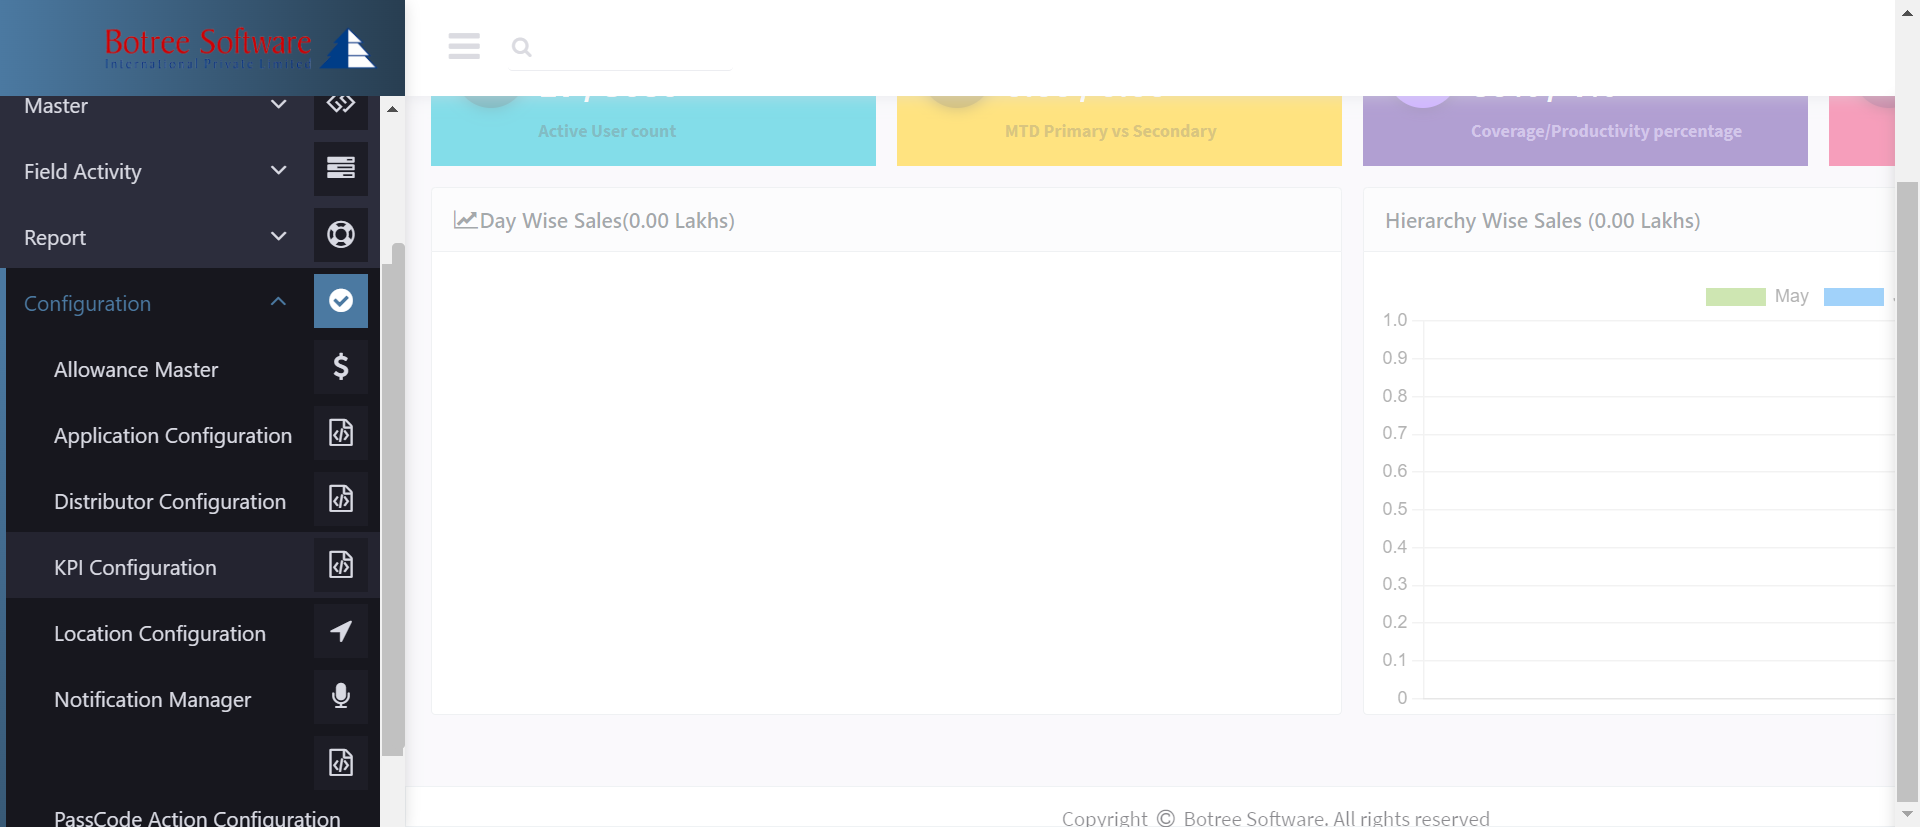 Botree Software
International Private Limited
Master
Field Activity
Report
Configuration
Allowance Master
Application Configuration
Distributor Configuration
KPI Configuration
Location Configuration
Notification Manager
PassCode Action Configuration
Active User count
MTD Primary vs Secondary
Coverage/Productivity percentage
Day Wise Sales(0.00 Lakhs)
Hierarchy Wise Sales (0.00 Lakhs)
May
1.0
0.9
0.8
0.7
0.6
0.5
0.4
0.3
0.2
0.1
0
Copyright © Botree Software. All rights reserved